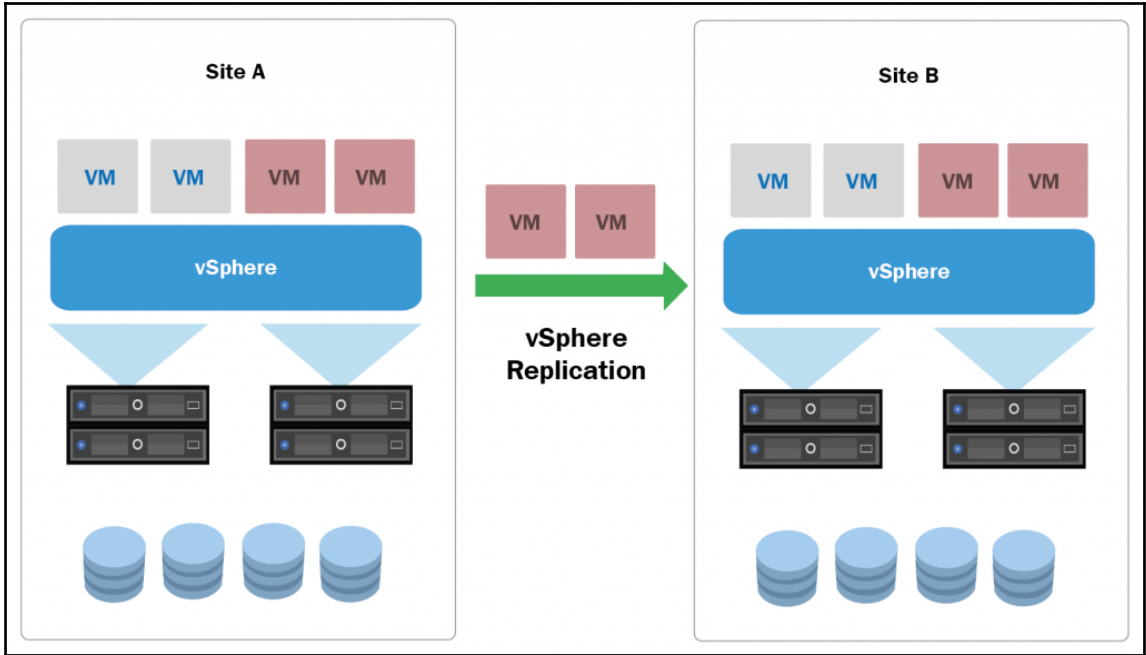 Site A
VM VM VM VM
vSphere
VM VM
vSphere
Replication
Site B
VM VM VM VM
vSphere